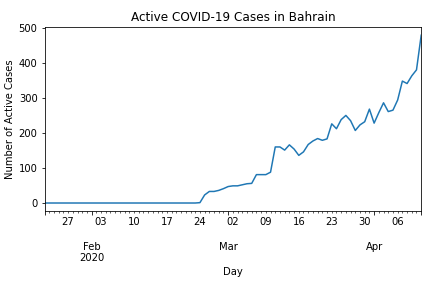 Active COVID-19 Cases in Bahrain
Number of Active Cases
500
400
300
200
100
0
27 03 10 17 24 02 09 16 23 30 06
Feb Mar Apr
2020
Day